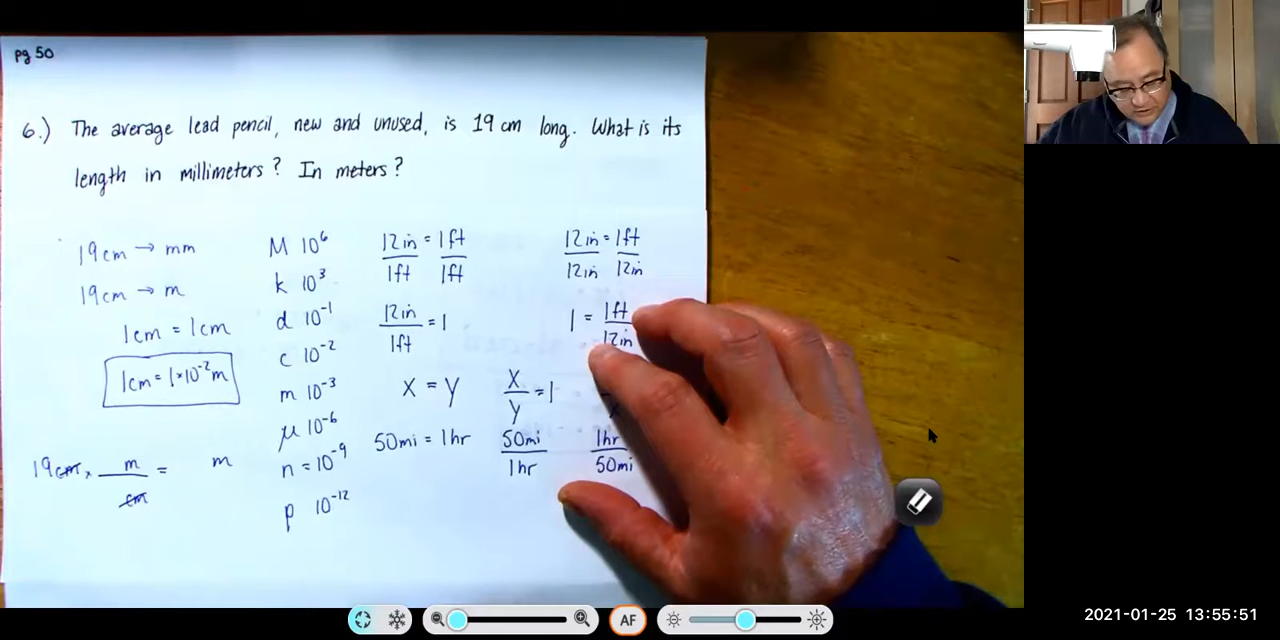 pg 50
6.) The average lead pencil, new and unused, is 19 cm long. What is its
length in millimeters? In meters?
19cm → mm
19cm → m
1cm = 1cm
1cm = 1×10⁻² m
19cm × m/cm = m
M 10⁶
k 10³
d 10⁻¹
c 10⁻²
m 10⁻³
μ 10⁻⁶
n = 10⁻⁹
p 10⁻¹²
12in/1ft = 1ft/1ft
12in/1ft = 1
X = Y
X/Y = 1
50mi = 1hr
50mi/1hr
1hr/50mi
12in/12in = 1ft/12in
1 = 1ft/12in
AF
2021-01-25 13:55:51